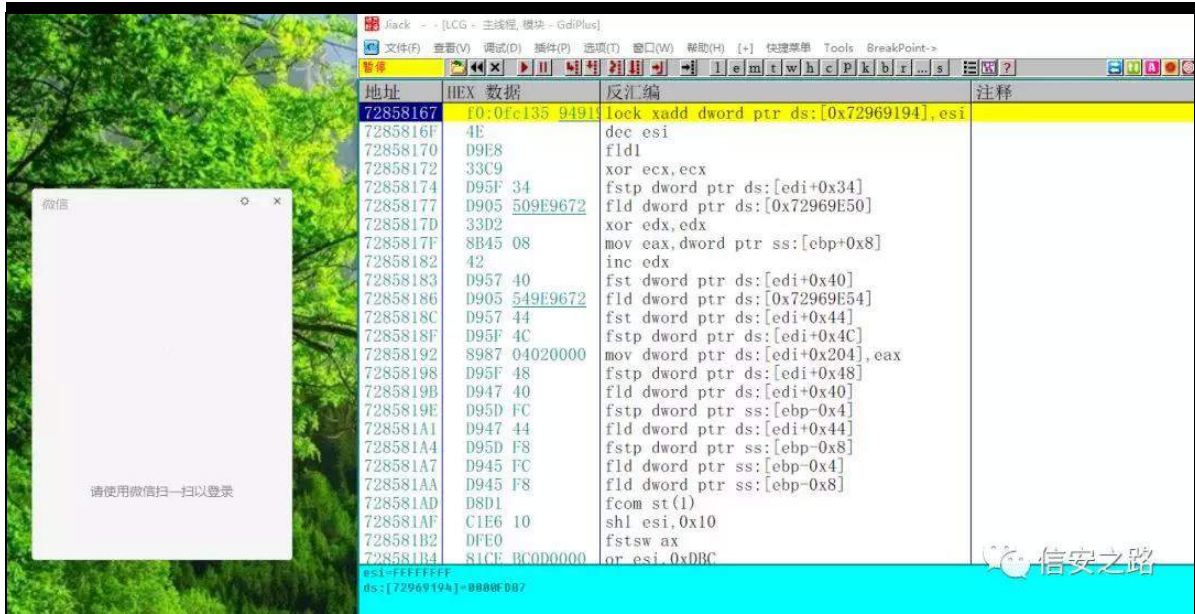 Jiack - - [LCG - 主线程, 模块 - GdiPlus]
文件(F) 查看(V) 调试(D) 插件(P) 选项(T) 窗口(W) 帮助(H) [+] 快捷菜单 Tools BreakPoint->
暂停 l e m t w h c P k b r ... s ?
地址 HEX 数据 反汇编 注释
72858167 f0:0fc135 94919 lock xadd dword ptr ds:[0x72969194],esi
7285816F 4E dec esi
72858170 D9E8 fld1
72858172 33C9 xor ecx,ecx
72858174 D95F 34 fstp dword ptr ds:[edi+0x34]
72858177 D905 509E9672 fld dword ptr ds:[0x72969E50]
7285817D 33D2 xor edx,edx
7285817F 8B45 08 mov eax,dword ptr ss:[ebp+0x8]
72858182 42 inc edx
72858183 D957 40 fst dword ptr ds:[edi+0x40]
72858186 D905 549E9672 fld dword ptr ds:[0x72969E54]
7285818C D957 44 fst dword ptr ds:[edi+0x44]
7285818F D95F 4C fstp dword ptr ds:[edi+0x4C]
72858192 8987 04020000 mov dword ptr ds:[edi+0x204],eax
72858198 D95F 48 fstp dword ptr ds:[edi+0x48]
7285819B D947 40 fld dword ptr ds:[edi+0x40]
7285819E D95D FC fstp dword ptr ss:[ebp-0x4]
728581A1 D947 44 fld dword ptr ds:[edi+0x44]
728581A4 D95D F8 fstp dword ptr ss:[ebp-0x8]
728581A7 D945 FC fld dword ptr ss:[ebp-0x4]
728581AA D945 F8 fld dword ptr ss:[ebp-0x8]
728581AD D8D1 fcom st(1)
728581AF C1E6 10 shl esi,0x10
728581B2 DFE0 fstsw ax
728581B4 81CE BC0D0000 or esi,0xDBC
esi=FFFFFFFF
ds:[72969194]=0000FDB7
微信
请使用微信扫一扫以登录
信安之路